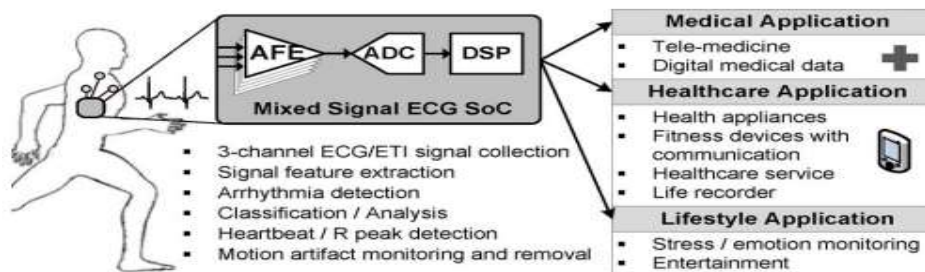 AFE
ADC
DSP
Mixed Signal ECG SoC
▪ 3-channel ECG/ETI signal collection
▪ Signal feature extraction
▪ Arrhythmia detection
▪ Classification / Analysis
▪ Heartbeat / R peak detection
▪ Motion artifact monitoring and removal
Medical Application
▪ Tele-medicine
▪ Digital medical data
Healthcare Application
▪ Health appliances
▪ Fitness devices with
communication
▪ Healthcare service
▪ Life recorder
Lifestyle Application
▪ Stress / emotion monitoring
▪ Entertainment